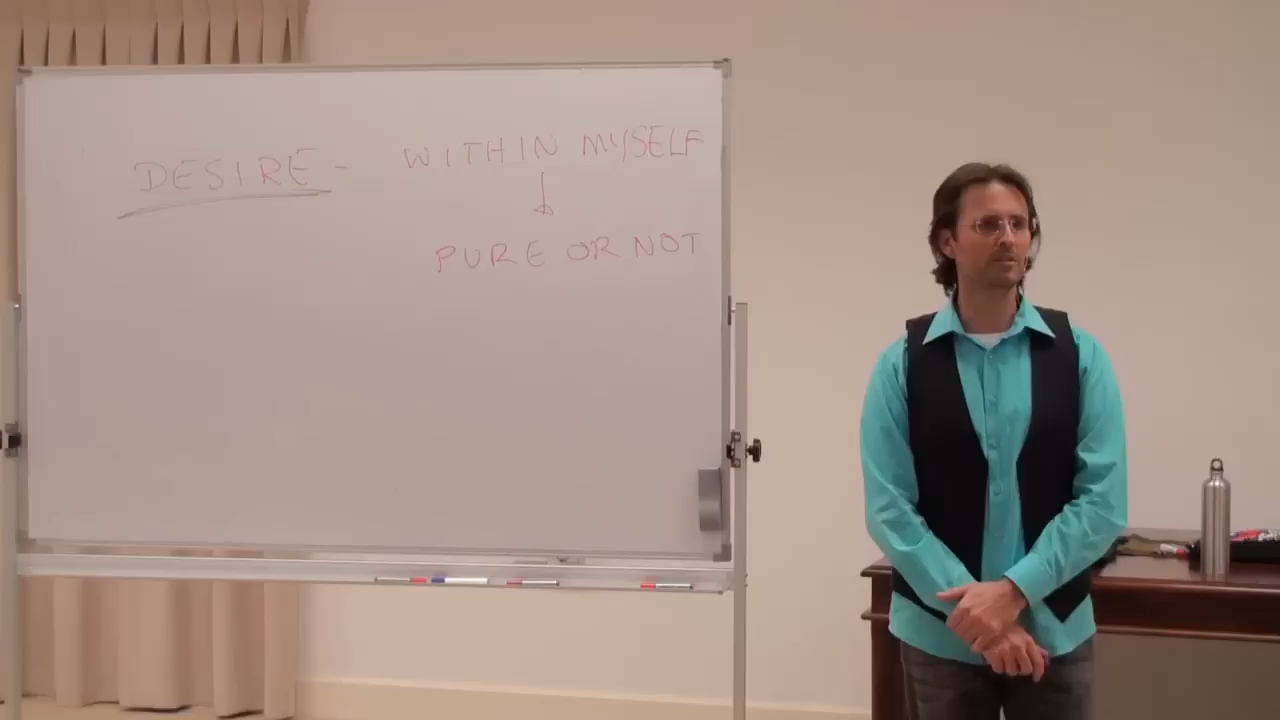 DESIRE - WITHIN MYSELF
↓
PURE OR NOT